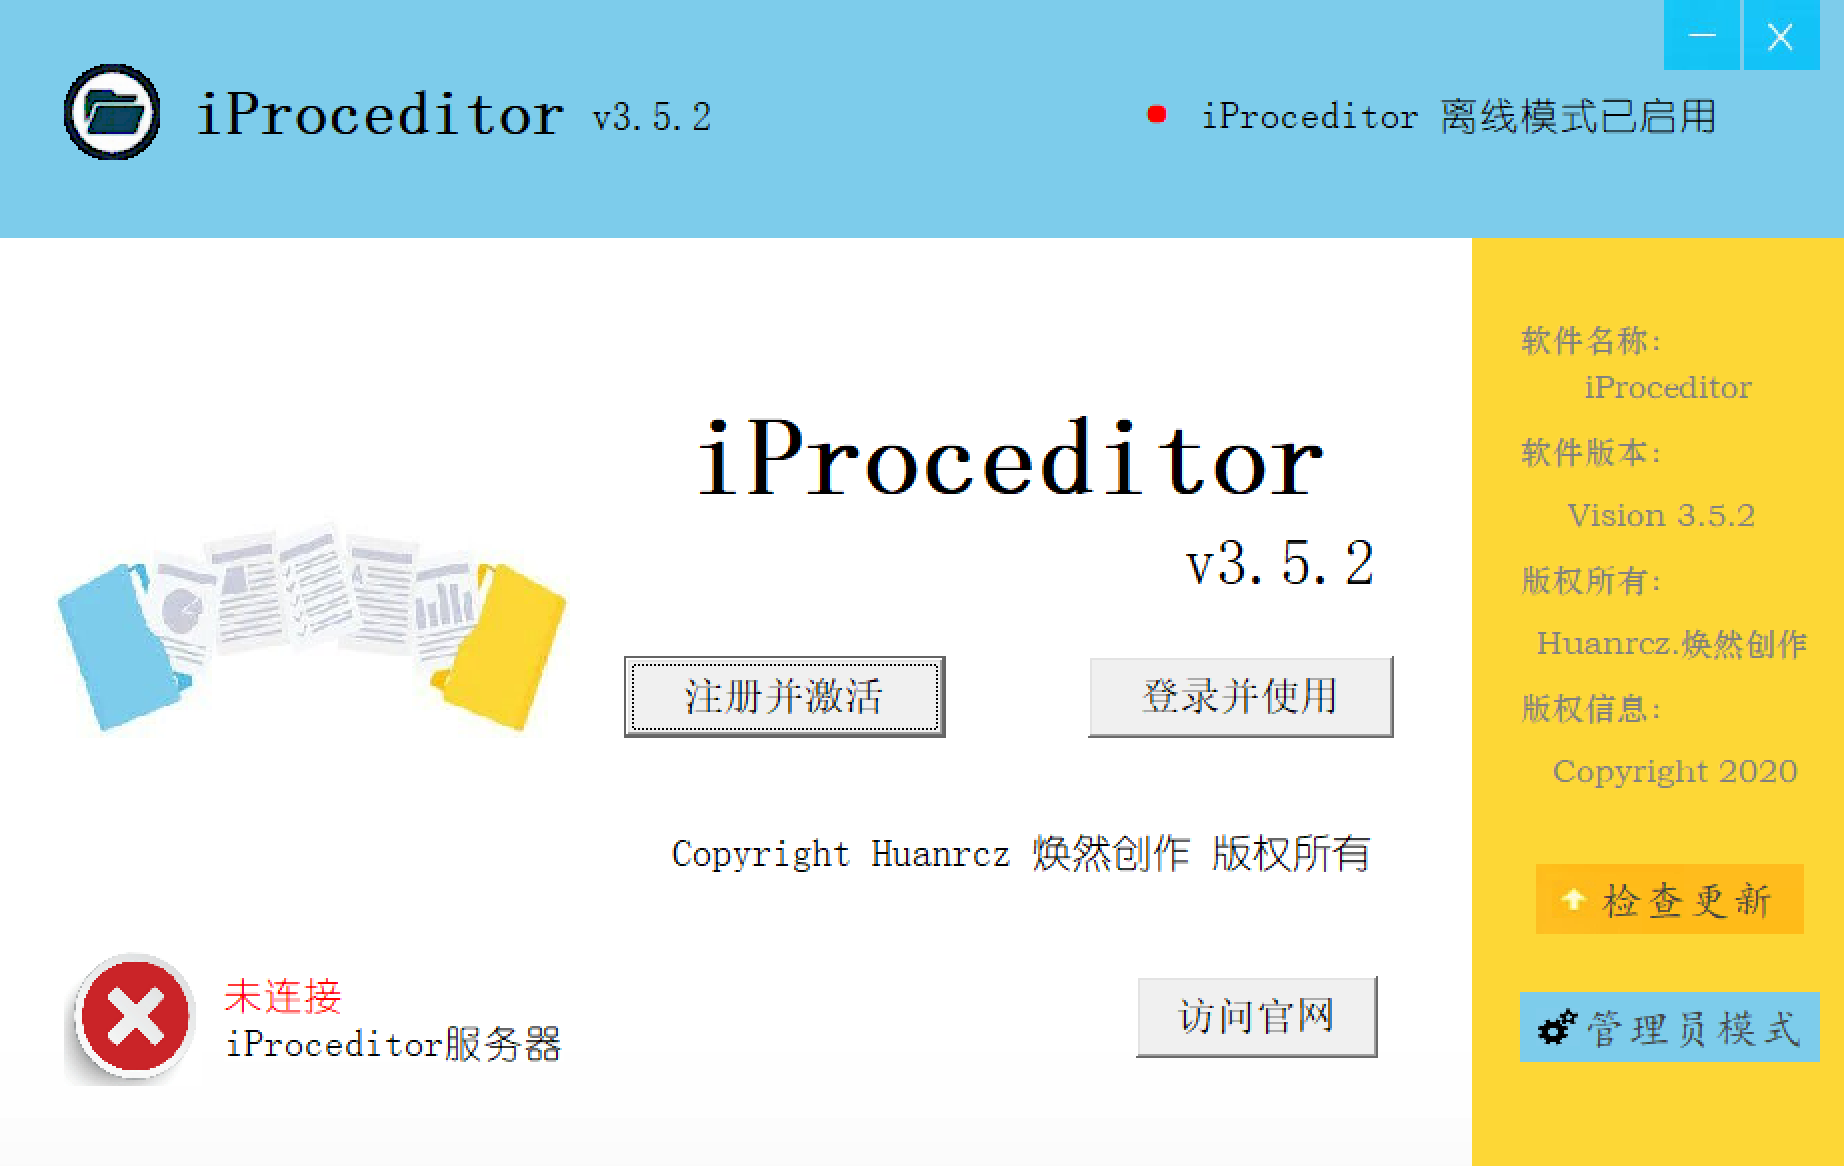 iProceditor v3.5.2
iProceditor 离线模式已启用
iProceditor
v3.5.2
注册并激活
登录并使用
Copyright Huanrcz 焕然创作 版权所有
未连接
iProceditor服务器
访问官网
软件名称:
iProceditor
软件版本:
Vision 3.5.2
版权所有:
Huanrcz.焕然创作
版权信息:
Copyright 2020
检查更新
管理员模式